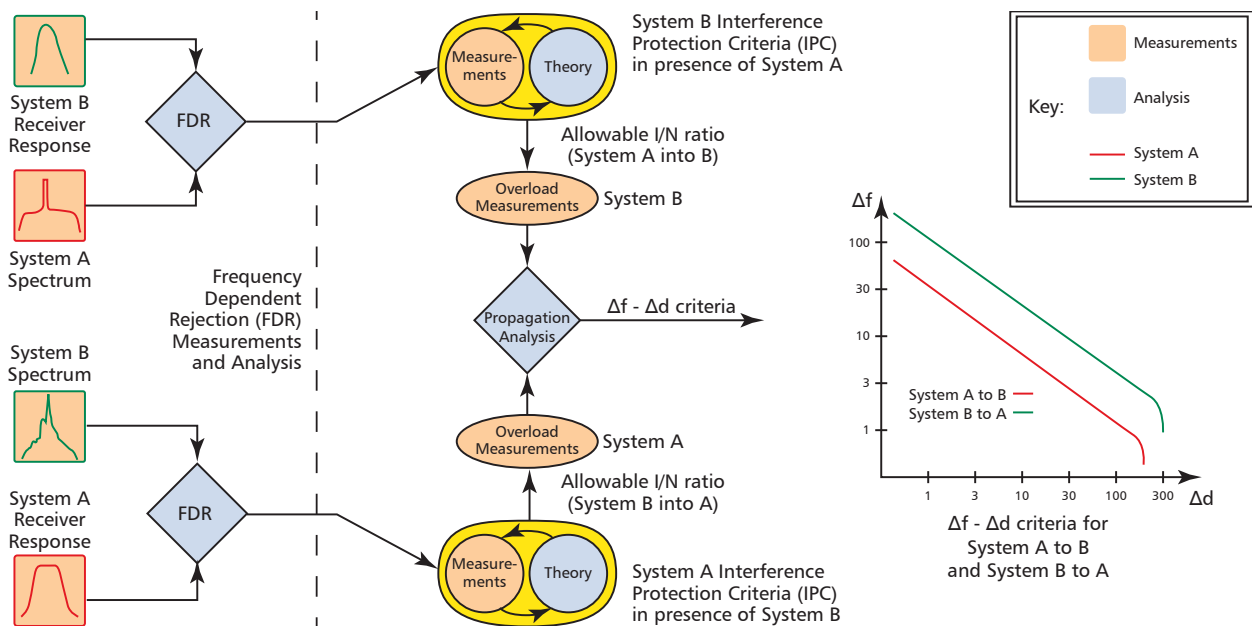 System B
Receiver
Response
FDR
System A
Spectrum
Frequency
Dependent
Rejection (FDR)
Measurements
and Analysis
System B
Spectrum
FDR
System A
Receiver
Response
Measure-
ments
Theory
System B Interference
Protection Criteria (IPC)
in presence of System A
Allowable I/N ratio
(System A into B)
Overload
Measurements
System B
Propagation
Analysis
Δf - Δd criteria
Overload
Measurements
System A
Allowable I/N ratio
(System B into A)
Measure-
ments
Theory
System A Interference
Protection Criteria (IPC)
in presence of System B
Key:
Measurements
Analysis
System A
System B
Δf
100
30
10
3
1
System A to B
System B to A
1 3 10 30 100 300
Δd
Δf - Δd criteria for
System A to B
and System B to A